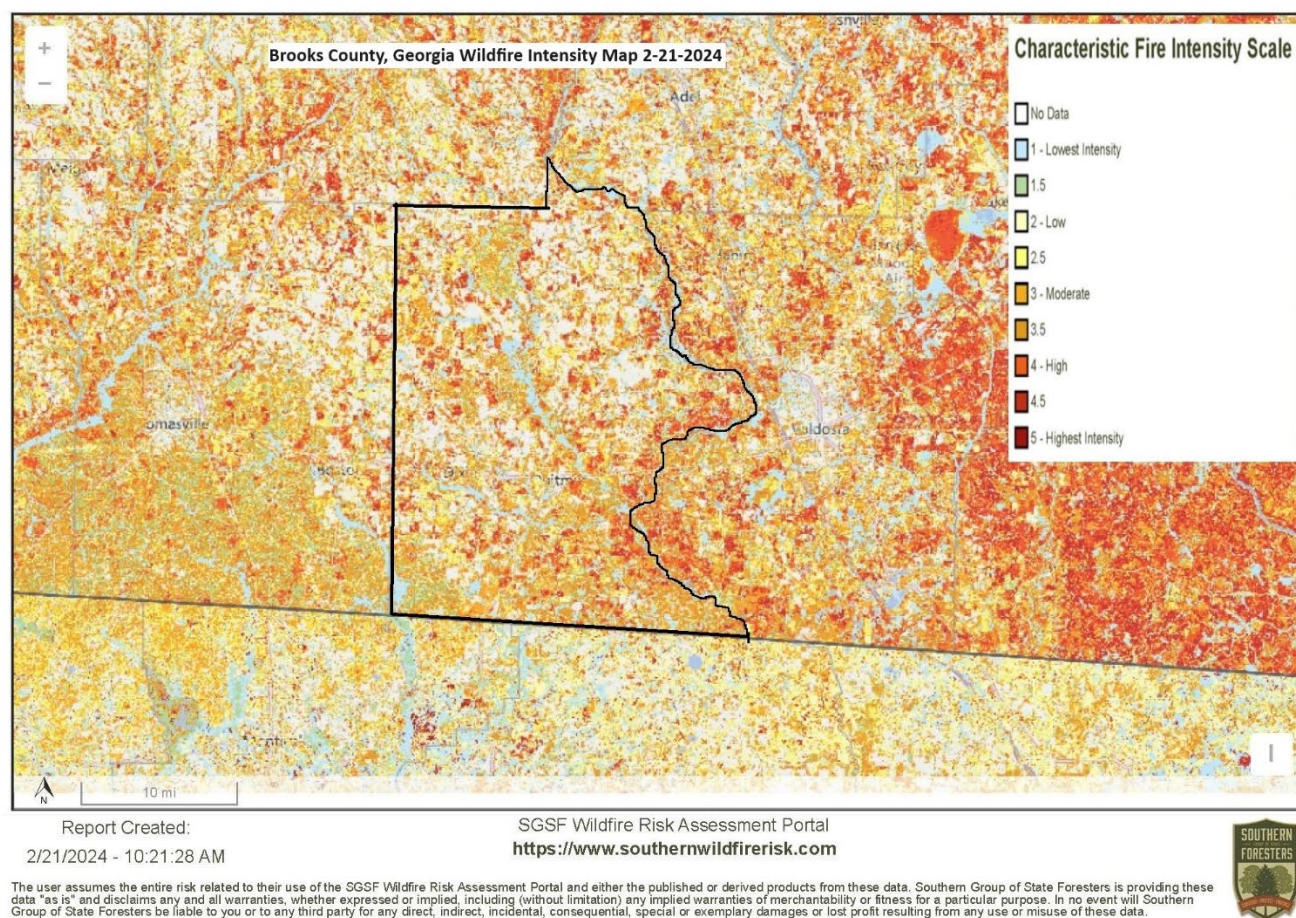 +
−
Brooks County, Georgia Wildfire Intensity Map 2-21-2024
Adel
Characteristic Fire Intensity Scale
No Data
1 - Lowest Intensity
1.5
2 - Low
2.5
3 - Moderate
3.5
4 - High
4.5
5 - Highest Intensity
omasville
N
10 mi
Report Created:
2/21/2024 - 10:21:28 AM
SGSF Wildfire Risk Assessment Portal
https://www.southernwildfirerisk.com
SOUTHERN
FORESTERS
The user assumes the entire risk related to their use of the SGSF Wildfire Risk Assessment Portal and either the published or derived products from these data. Southern Group of State Foresters is providing these
data "as is" and disclaims any and all warranties, whether expressed or implied, including (without limitation) any implied warranties of merchantability or fitness for a particular purpose. In no event will Southern
Group of State Foresters be liable to you or to any third party for any direct, indirect, incidental, consequential, special or exemplary damages or lost profit resulting from any use or misuse of these data.